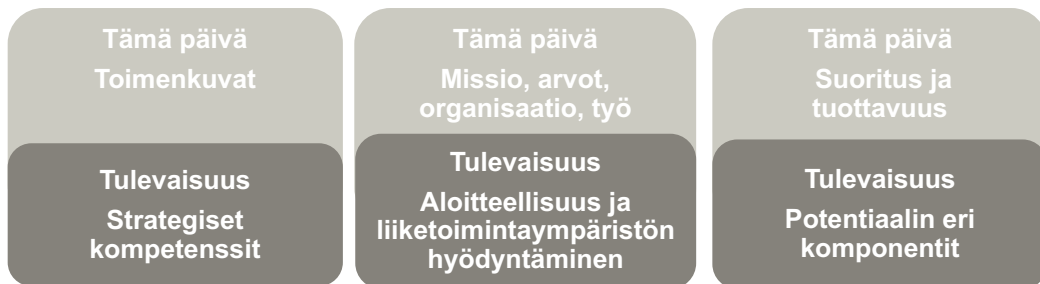 Tämä päivä
Toimenkuvat
Tulevaisuus
Strategiset
kompetenssit
Tämä päivä
Missio, arvot,
organisaatio, työ
Tulevaisuus
Aloitteellisuus ja
liiketoimintaympäristön
hyödyntäminen
Tämä päivä
Suoritus ja
tuottavuus
Tulevaisuus
Potentiaalin eri
komponentit